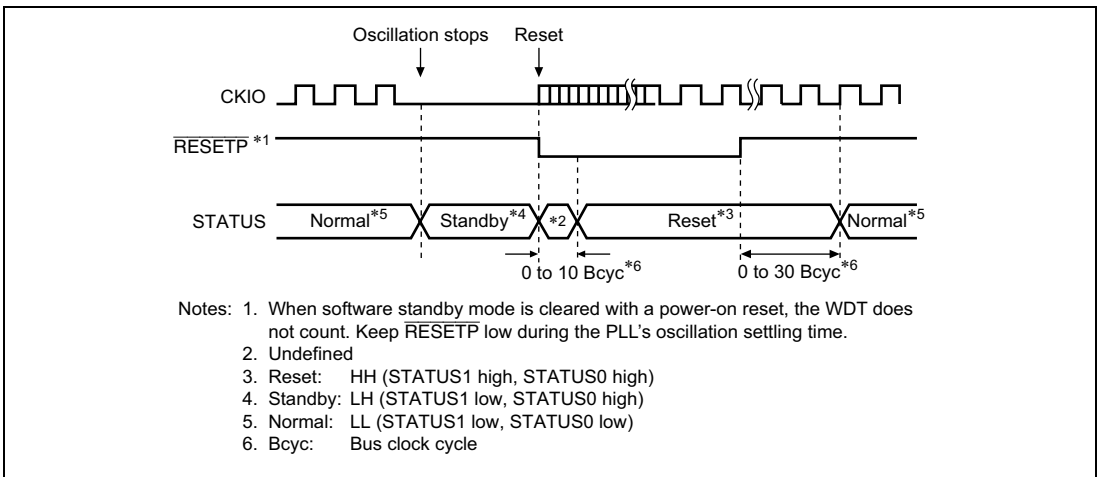 Oscillation stops Reset
CKIO
RESETP *1
STATUS Normal*5 Standby*4 *2 Reset*3 Normal*5
0 to 10 Bcyc*6 0 to 30 Bcyc*6
Notes: 1. When software standby mode is cleared with a power-on reset, the WDT does
not count. Keep RESETP low during the PLL's oscillation settling time.
2. Undefined
3. Reset: HH (STATUS1 high, STATUS0 high)
4. Standby: LH (STATUS1 low, STATUS0 high)
5. Normal: LL (STATUS1 low, STATUS0 low)
6. Bcyc: Bus clock cycle